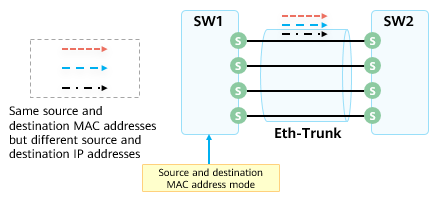 SW1
SW2
S
S
S
S
S
S
S
S
Eth-Trunk
Same source and
destination MAC addresses
but different source and
destination IP addresses
Source and destination
MAC address mode